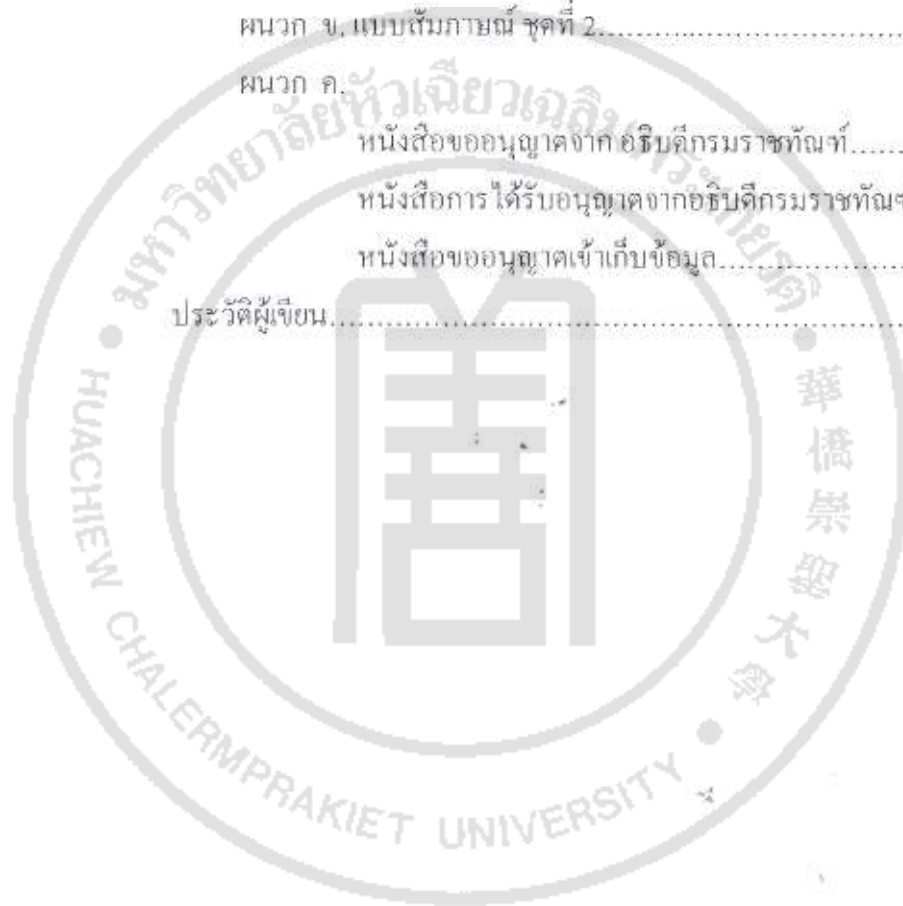 ผนวก ข. แบบสัมภาษณ์ ชุดที่ 2................................
ผนวก ค.
หนังสือขออนุญาตจาก อธิบดีกรมราชทัณฑ์.......
หนังสือการได้รับอนุญาตจากอธิบดีกรมราชทัณฑ์
หนังสือขออนุญาตเข้าเก็บข้อมูล.....................
ประวัติผู้เขียน................................................................
มหาวิทยาลัยหัวเฉียวเฉลิมพระเกียรติ
華僑崇聖大學
HUACHIEW CHALERMPRAKIET UNIVERSITY